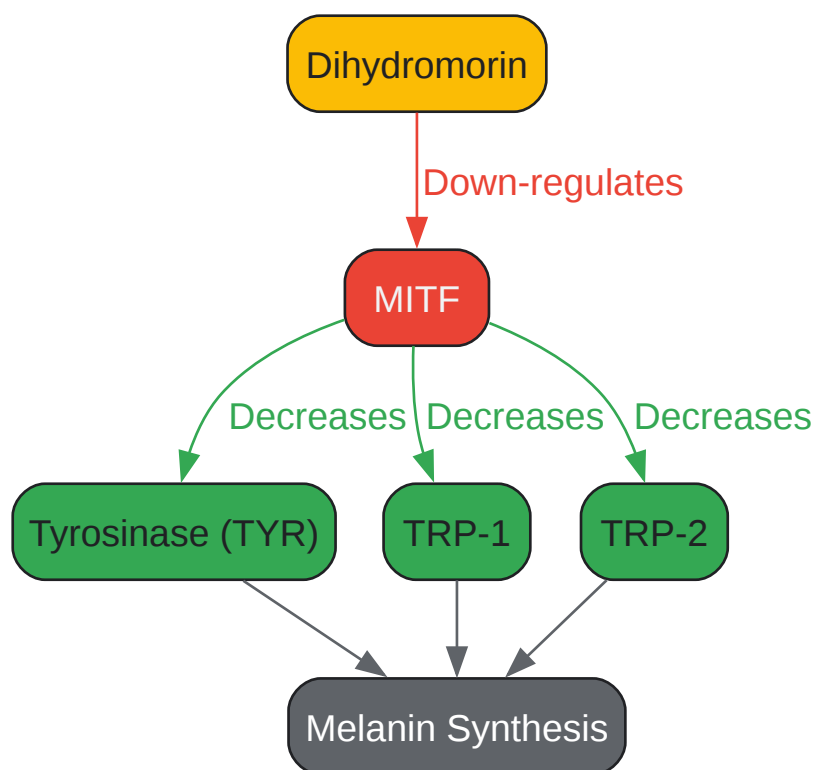 Dihydromorin
Down-regulates
MITF
Decreases
Decreases
Decreases
Tyrosinase (TYR)
TRP-1
TRP-2
Melanin Synthesis